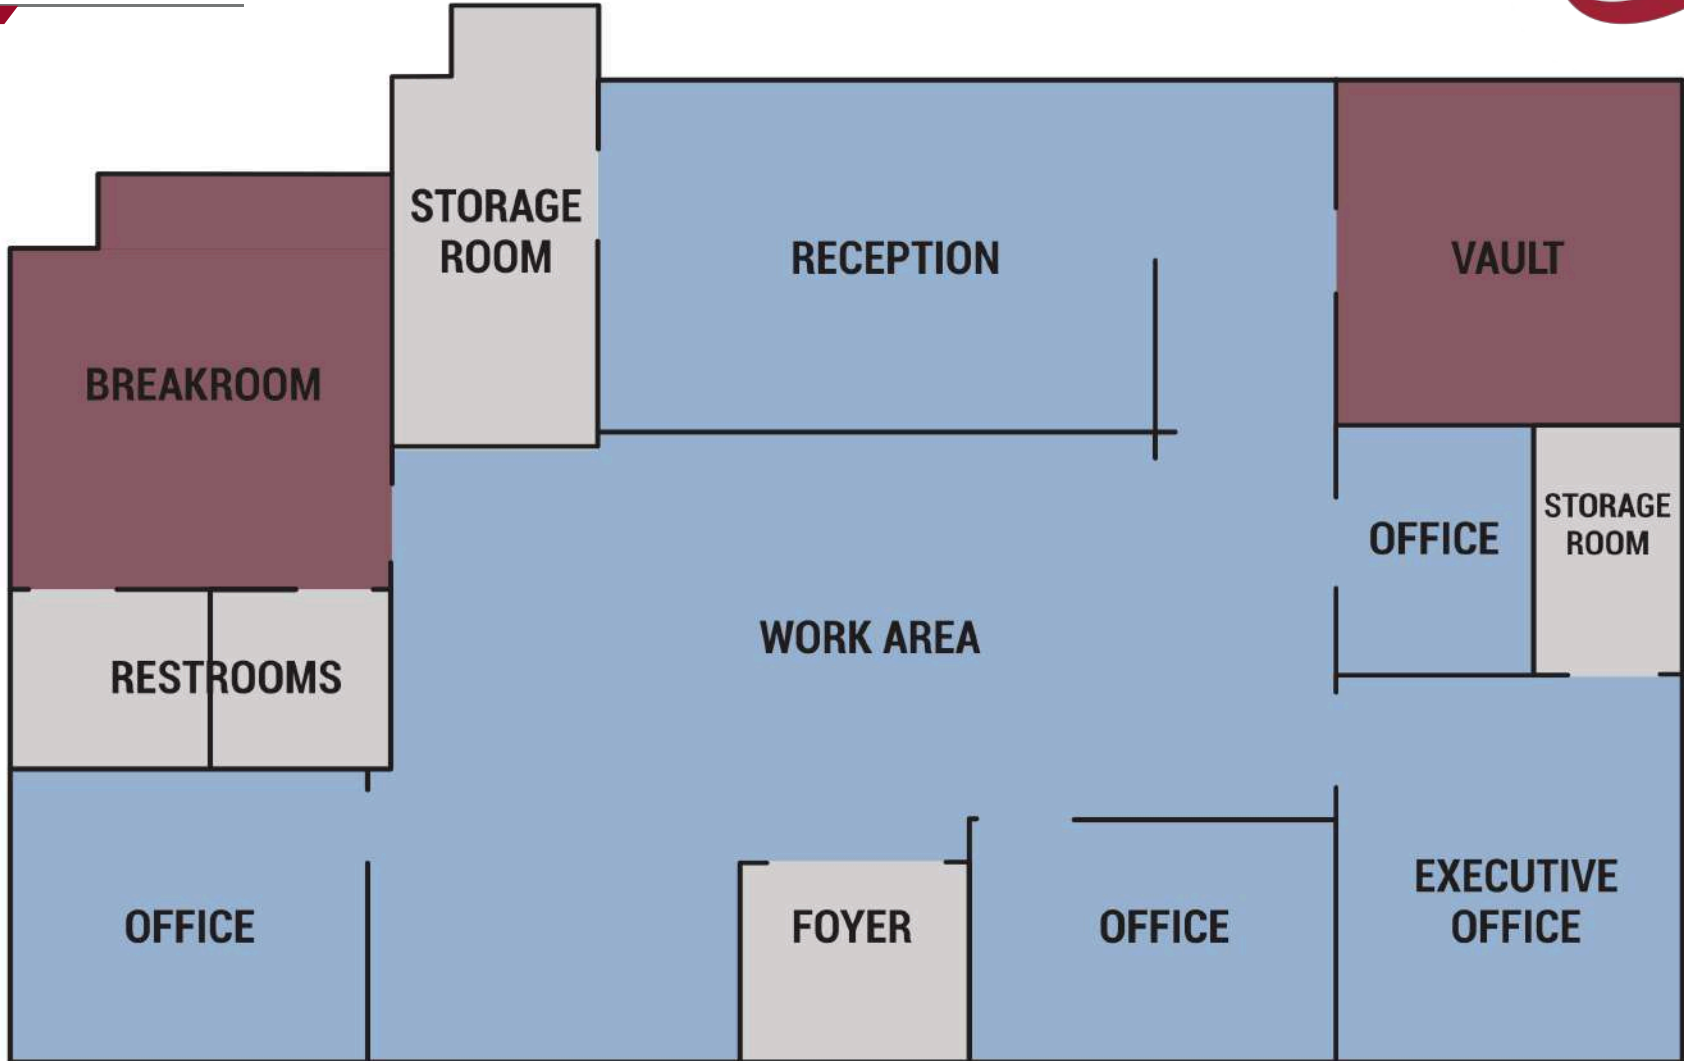 STORAGE
ROOM
RECEPTION
VAULT
BREAKROOM
STORAGE
ROOM
OFFICE
WORK AREA
RESTROOMS
EXECUTIVE
OFFICE
OFFICE
FOYER
OFFICE